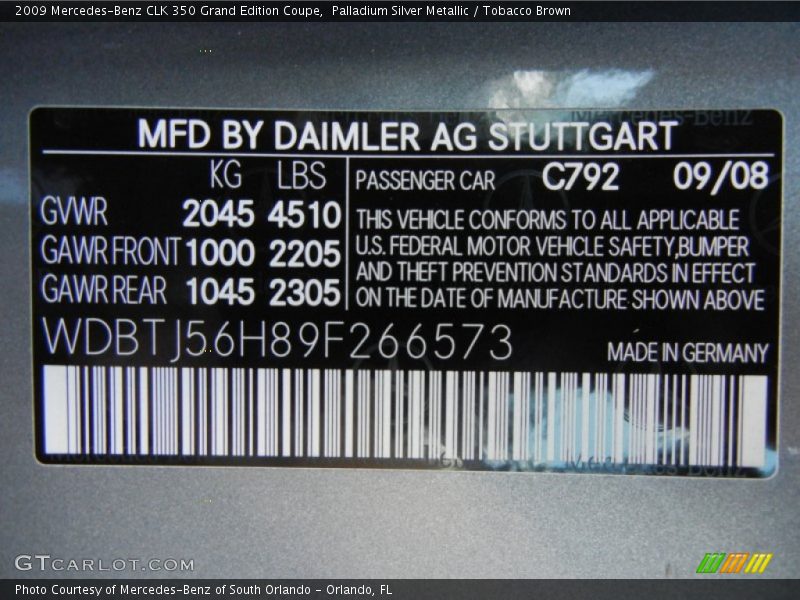 2009 Mercedes-Benz CLK 350 Grand Edition Coupe,  Palladium Silver Metallic / Tobacco Brown
MFD BY DAIMLER AG STUTTGART
KG LBS
GVWR 2045 4510
GAWR FRONT 1000 2205
GAWR REAR 1045 2305
PASSENGER CAR C792 09/08
THIS VEHICLE CONFORMS TO ALL APPLICABLE
U.S. FEDERAL MOTOR VEHICLE SAFETY,BUMPER
AND THEFT PREVENTION STANDARDS IN EFFECT
ON THE DATE OF MANUFACTURE SHOWN ABOVE
WDBTJ56H89F266573
MADE IN GERMANY
GTCARLOT.COM
Photo Courtesy of Mercedes-Benz of South Orlando - Orlando, FL